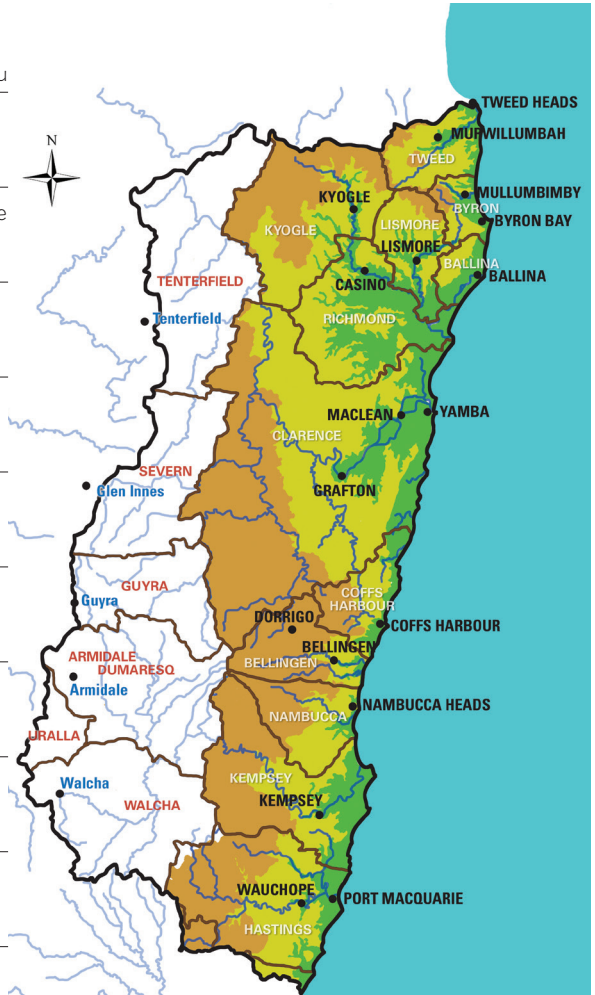 u
N
e
TWEED HEADS
MURWILLUMBAH
TWEED
KYOGLE
MULLUMBIMBY
BYRON
BYRON BAY
KYOGLE
LISMORE
LISMORE
BALLINA
BALLINA
CASINO
TENTERFIELD
RICHMOND
Tenterfield
MACLEAN
YAMBA
CLARENCE
SEVERN
Glen Innes
GRAFTON
GUYRA
COFFS
HARBOUR
Guyra
DORRIGO
COFFS HARBOUR
BELLINGEN
ARMIDALE
DUMARESQ
BELLINGEN
Armidale
NAMBUCCA HEADS
NAMBUCCA
URALLA
KEMPSEY
Walcha
WALCHA
KEMPSEY
WAUCHOPE
PORT MACQUARIE
HASTINGS